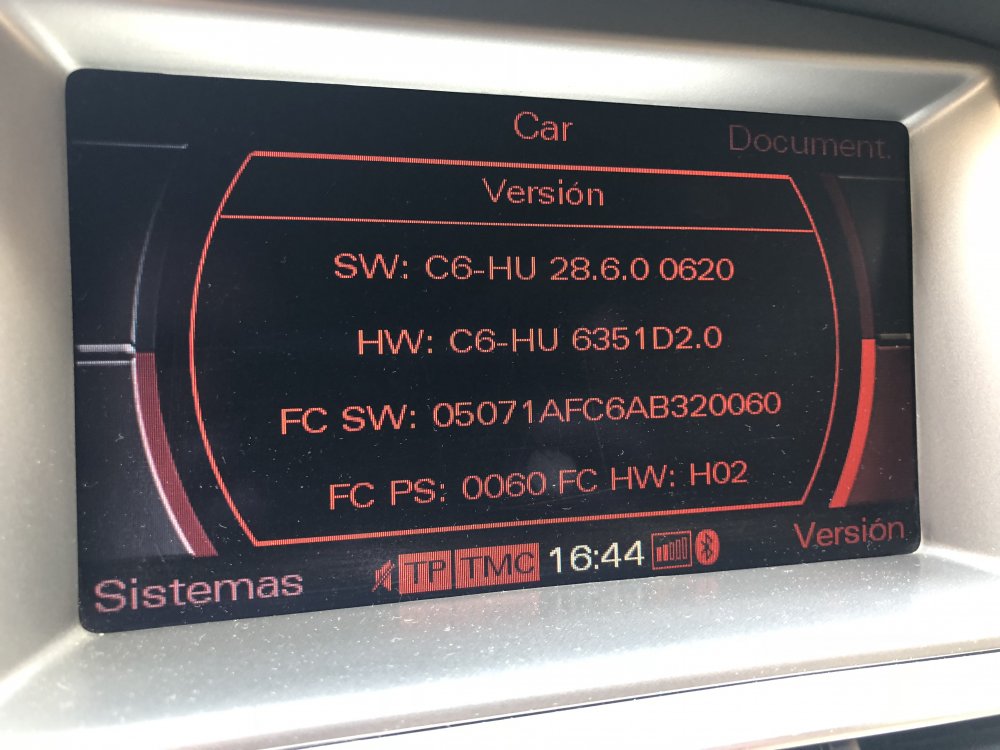 Car
Document.
Versión
SW: C6-HU 28.6.0 0620
HW: C6-HU 6351D2.0
FC SW: 05071AFC6AB320060
FC PS: 0060 FC HW: H02
Versión
Sistemas
TP TMC 16:44